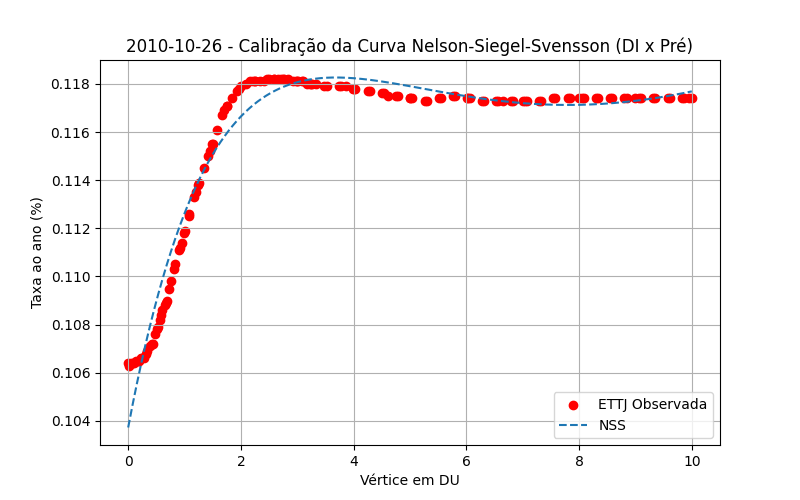 2010-10-26 - Calibração da Curva Nelson-Siegel-Svensson (DI x Pré)
Taxa ao ano (%)
0.118
0.116
0.114
0.112
0.110
0.108
0.106
0.104
ETTJ Observada
NSS
0 2 4 6 8 10
Vértice em DU